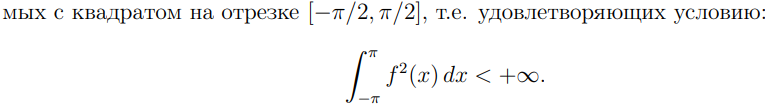 мых с квадратом на отрезке [−π/2, π/2], т.е. удовлетворяющих условию:
∫_{−π}^{π} f²(x) dx < +∞.